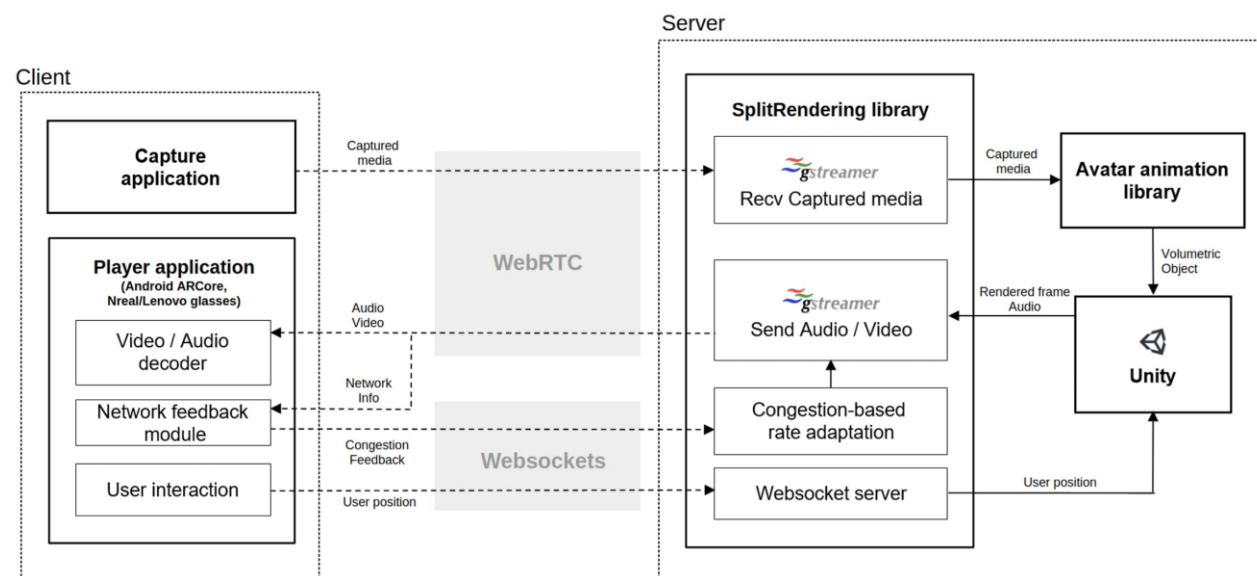 Server
Client
SplitRendering library
Capture
application
Captured
media
gstreamer
Recv Captured media
Captured
media
Avatar animation
library
WebRTC
Volumetric
Object
Player application
(Android ARCore,
Nreal/Lenovo glasses)
Video / Audio
decoder
Audio
Video
gstreamer
Send Audio / Video
Rendered frame
Audio
Unity
Network
Info
Network feedback
module
Congestion
Feedback
Websockets
Congestion-based
rate adaptation
User interaction
User position
Websocket server
User position